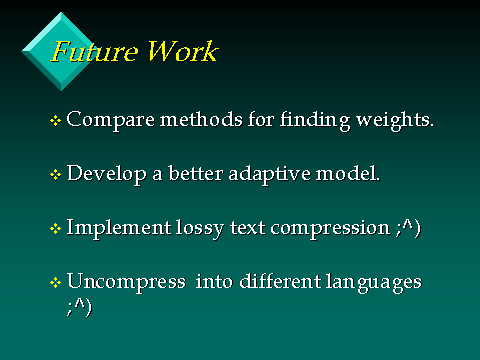 Future Work
Compare methods for finding weights.
Develop a better adaptive model.
Implement lossy text compression ;^)
Uncompress  into different languages
;^)